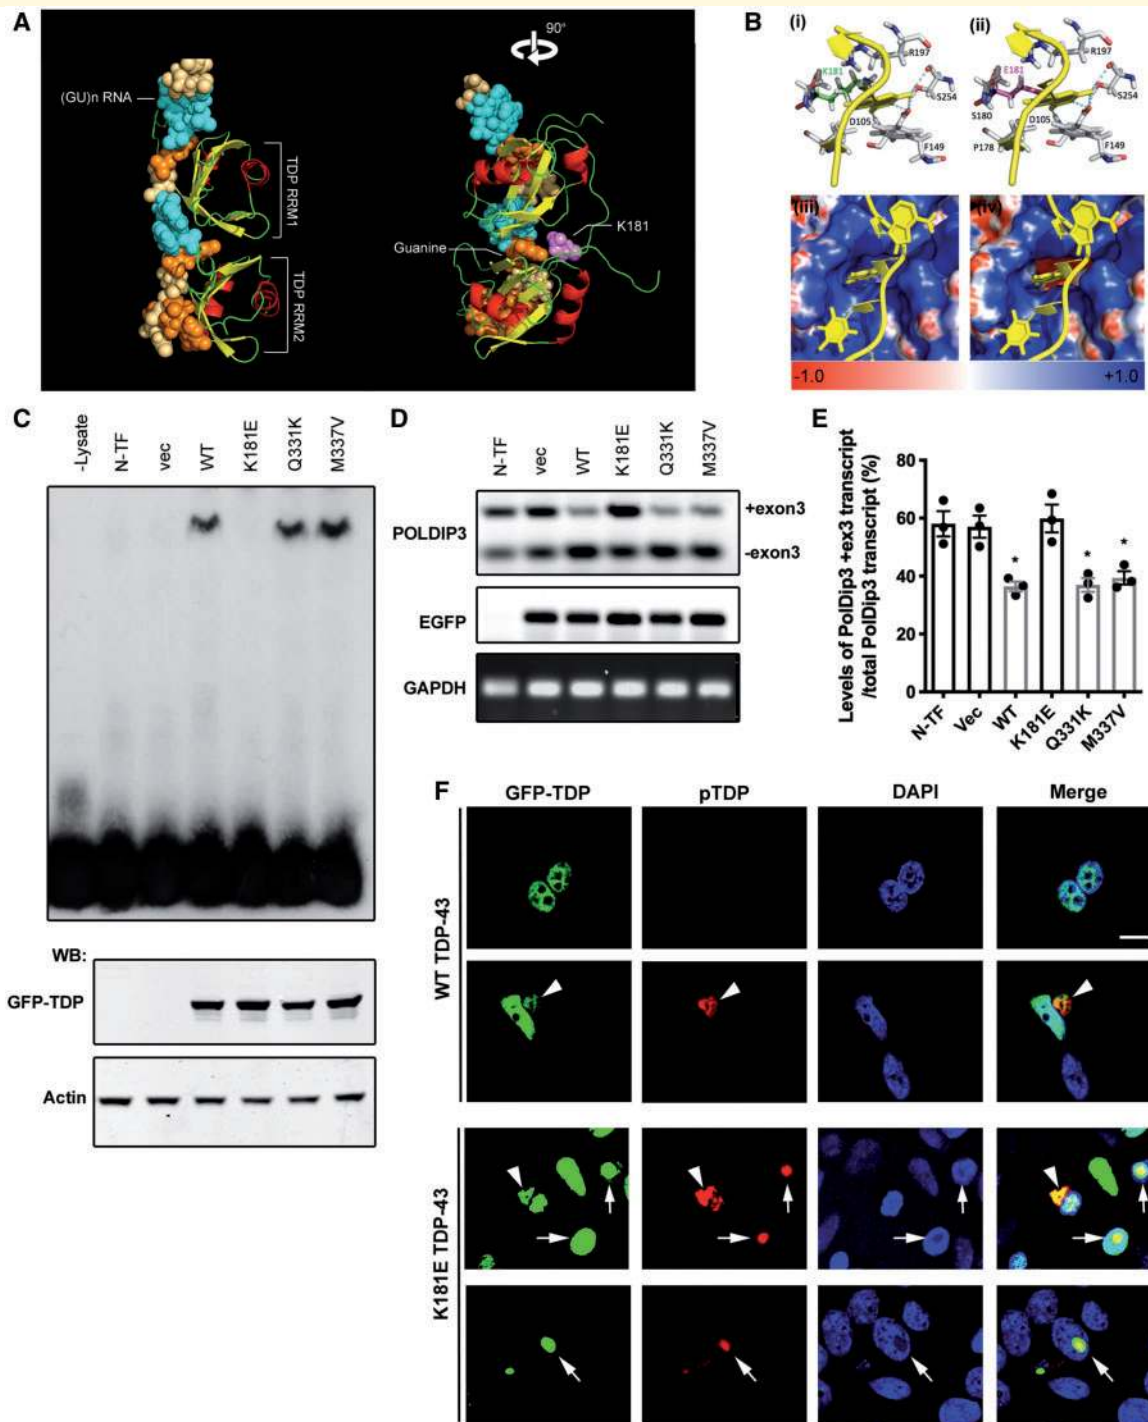 A
90°
(GU)n RNA
TDP RRM1
TDP RRM2
Guanine
K181
B
(i)
R197
K181
S254
S180
D105
P178
F149
(ii)
R197
E181
S254
S180
D105
P178
F149
(iii)
(iv)
-1.0
+1.0
C
-Lysate
N-TF
vec
WT
K181E
Q331K
M337V
WB:
GFP-TDP
Actin
D
N-TF
vec
WT
K181E
Q331K
M337V
POLDIP3
+exon3
-exon3
EGFP
GAPDH
E
Levels of PolDip3 +ex3 transcript
/total PolDip3 transcript (%)
80
60
40
20
0
*
*
*
N-TF
Vec
WT
K181E
Q331K
M337V
F
GFP-TDP
pTDP
DAPI
Merge
WT TDP-43
K181E TDP-43